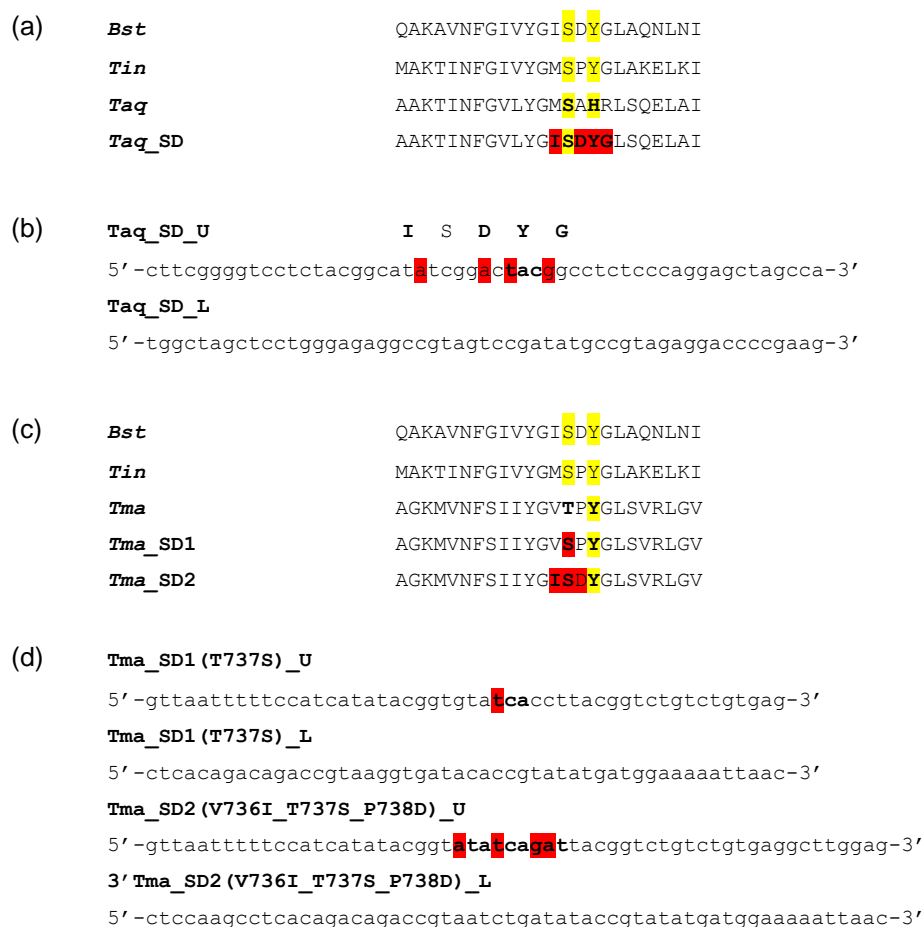 (a) Bst QAKAVNFGIVYGISDYGLAQNLNI
Tin MAKTINFGIVYGMSPYGLAKELKI
Taq AAKTINFGVLYGMSAHRLSQELAI
Taq_SD AAKTINFGVLYGISDYGLSQELAI
(b) Taq_SD_U I S D Y G
5’-cttcggggtcctctacggcatatcggactacggcctctcccaggagctagcca-3’
Taq_SD_L
5’-tggctagctcctgggagaggccgtagtccgatatgccgtagaggaccccgaag-3’
(c) Bst QAKAVNFGIVYGISDYGLAQNLNI
Tin MAKTINFGIVYGMSPYGLAKELKI
Tma AGKMVNFSIIYGVTPYGLSVRLGV
Tma_SD1 AGKMVNFSIIYGVSPYGLSVRLGV
Tma_SD2 AGKMVNFSIIYGISDYGLSVRLGV
(d) Tma_SD1(T737S)_U
5’-gttaatttttccatcatatacggtgtatcaccttacggtctgtctgtgag-3’
Tma_SD1(T737S)_L
5’-ctcacagacagaccgtaaggtgatacaccgtatatgatggaaaaattaac-3’
Tma_SD2(V736I_T737S_P738D)_U
5’-gttaatttttccatcatatacggtatatcagattacggtctgtctgtgaggcttggag-3’
3’Tma_SD2(V736I_T737S_P738D)_L
5’-ctccaagcctcacagacagaccgtaatctgatataccgtatatgatggaaaaattaac-3’